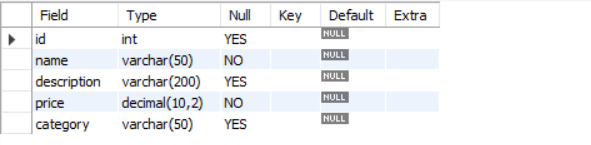 Field Type Null Key Default Extra
id int YES NULL
name varchar(50) NO NULL
description varchar(200) YES NULL
price decimal(10,2) NO NULL
category varchar(50) YES NULL